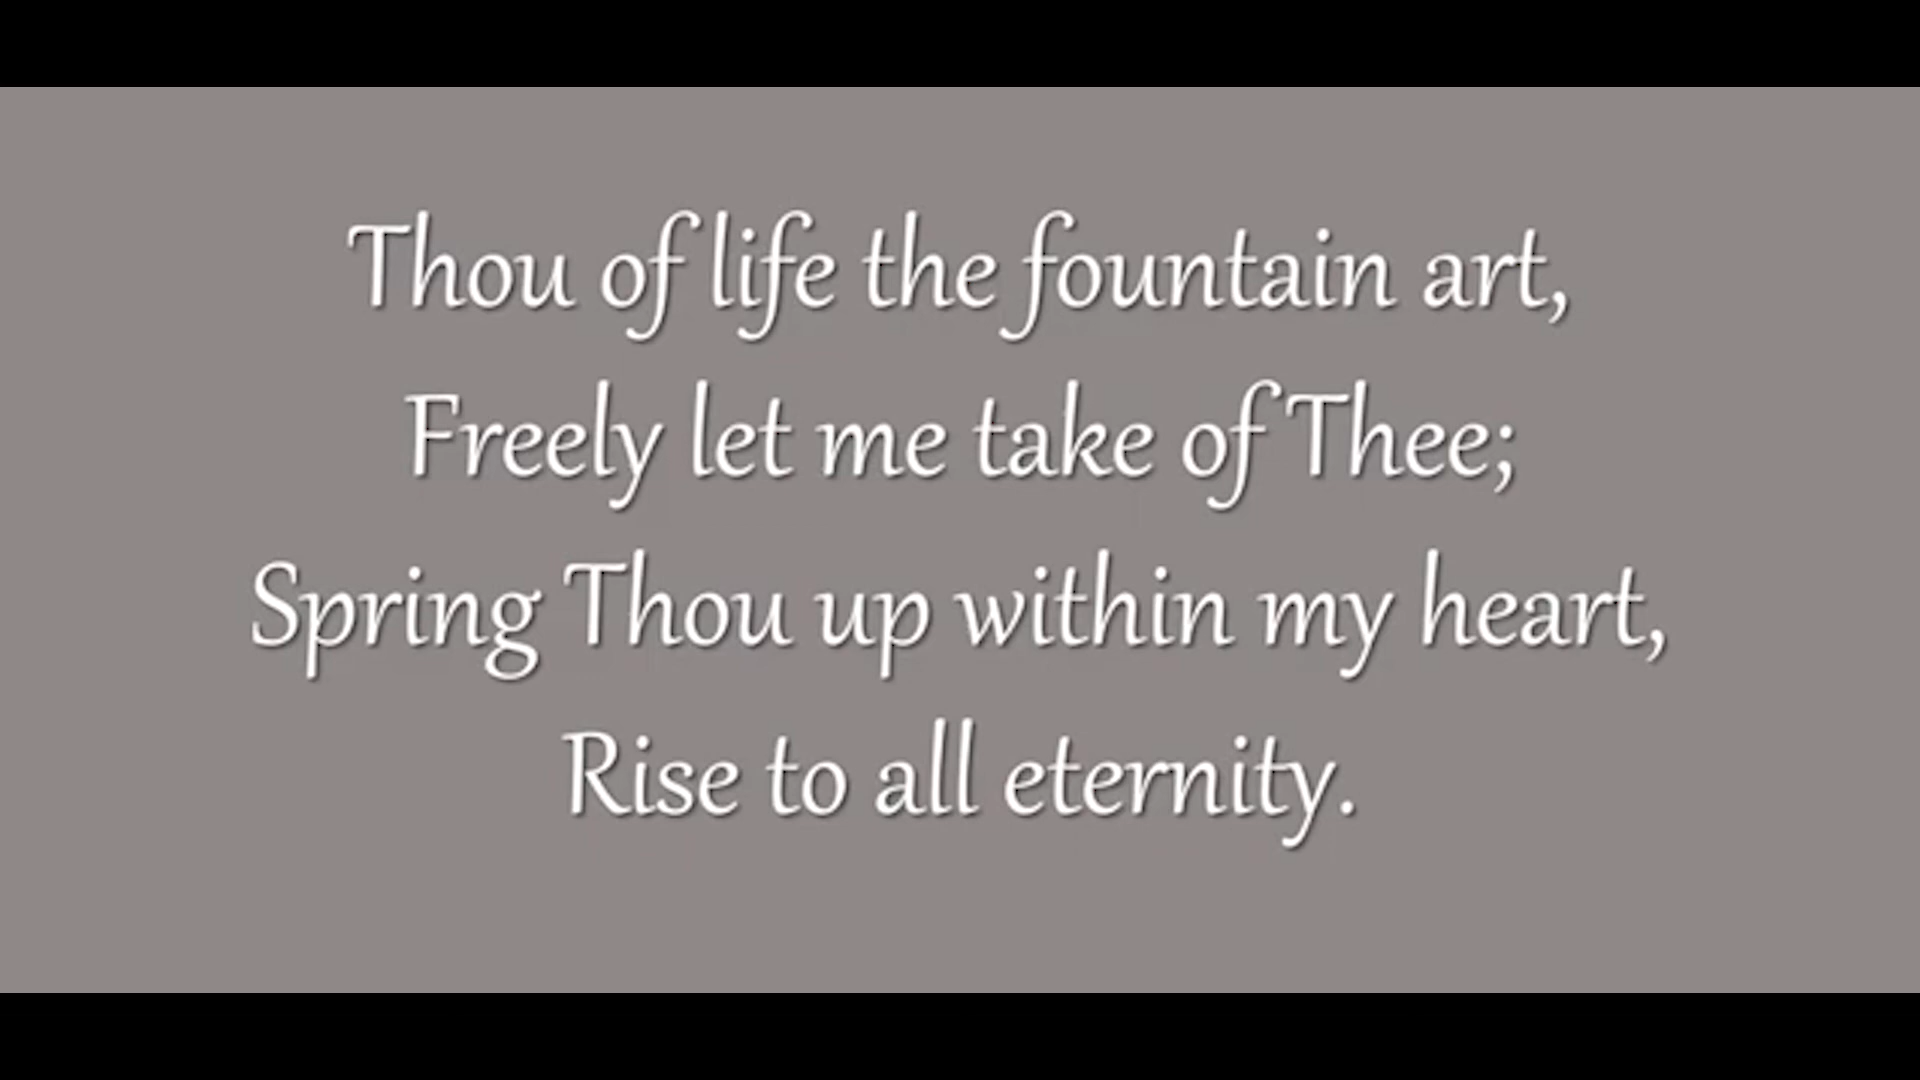 Thou of life the fountain art,
Freely let me take of Thee;
Spring Thou up within my heart,
Rise to all eternity.